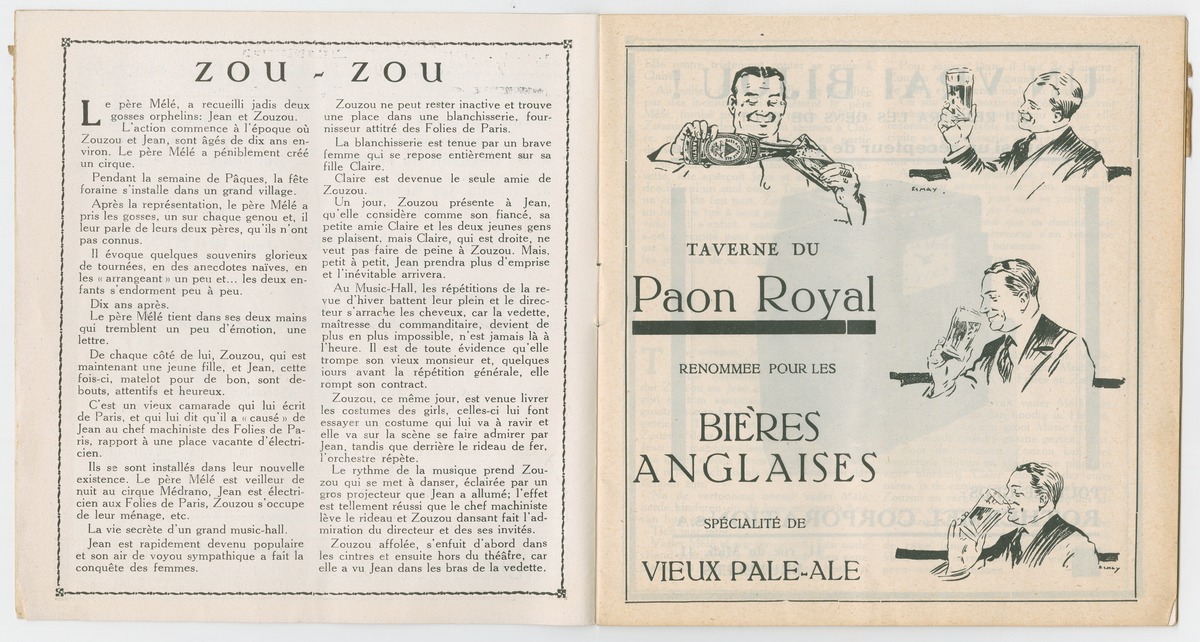 ZOU - ZOU
Le père Mélé, a recueilli jadis deux
gosses orphelins: Jean et Zouzou.
L'action commence à l'époque où
Zouzou et Jean, sont âgés de dix ans en-
viron. Le père Mélé a péniblement créé
un cirque.
Pendant la semaine de Pâques, la fête
foraine s'installe dans un grand village.
Après la représentation, le père Mélé a
pris les gosses, un sur chaque genou et, il
leur parle de leurs deux pères, qu'ils n'ont
pas connus.
Il évoque quelques souvenirs glorieux
de tournées, en des anecdotes naïves, en
les « arrangeant » un peu et... les deux en-
fants s'endorment peu à peu.
Dix ans après.
Le père Mélé tient dans ses deux mains
qui tremblent un peu d'émotion, une
lettre.
De chaque côté de lui, Zouzou, qui est
maintenant une jeune fille, et Jean, cette
fois-ci, matelot pour de bon, sont de-
bouts, attentifs et heureux.
C'est un vieux camarade qui lui écrit
de Paris, et qui lui dit qu'il a « causé » de
Jean au chef machiniste des Folies de Pa-
ris, rapport à une place vacante d'électri-
cien.
Ils se sont installés dans leur nouvelle
existence. Le père Mélé est veilleur de
nuit au cirque Médrano, Jean est électri-
cien aux Folies de Paris, Zouzou s'occupe
de leur ménage, etc.
La vie secrète d'un grand music-hall.
Jean est rapidement devenu populaire
et son air de voyou sympathique a fait la
conquête des femmes.
Zouzou ne peut rester inactive et trouve
une place dans une blanchisserie, four-
nisseur attitré des Folies de Paris.
La blanchisserie est tenue par un brave
femme qui se repose entièrement sur sa
fille Claire.
Claire est devenue le seule amie de
Zouzou.
Un jour, Zouzou présente à Jean,
qu'elle considère comme son fiancé, sa
petite amie Claire et les deux jeunes gens
se plaisent, mais Claire, qui est droite, ne
veut pas faire de peine à Zouzou. Mais,
petit à petit, Jean prendra plus d'emprise
et l'inévitable arrivera.
Au Music-Hall, les répétitions de la re-
vue d'hiver battent leur plein et le direc-
teur s'arrache les cheveux, car la vedette,
maîtresse du commanditaire, devient de
plus en plus impossible, n'est jamais là à
l'heure. Il est de toute évidence qu'elle
trompe son vieux monsieur et, quelques
jours avant la répétition générale, elle
rompt son contract.
Zouzou, ce même jour, est venue livrer
les costumes des girls, celles-ci lui font
essayer un costume qui lui va à ravir et
elle va sur la scène se faire admirer par
Jean, tandis que derrière le rideau de fer,
l'orchestre répète.
Le rythme de la musique prend Zou-
zou qui se met à danser, éclairée par un
gros projecteur que Jean a allumé; l'effet
est tellement réussi que le chef machiniste
lève le rideau et Zouzou dansant fait l'ad-
miration du directeur et des ses invités.
Zouzou affolée, s'enfuit d'abord dans
les cintres et ensuite hors du théâtre, car
elle a vu Jean dans les bras de la vedette.
TAVERNE DU
Paon Royal
RENOMMEE POUR LES
BIÈRES
ANGLAISES
SPÉCIALITÉ DE
VIEUX PALE-ALE